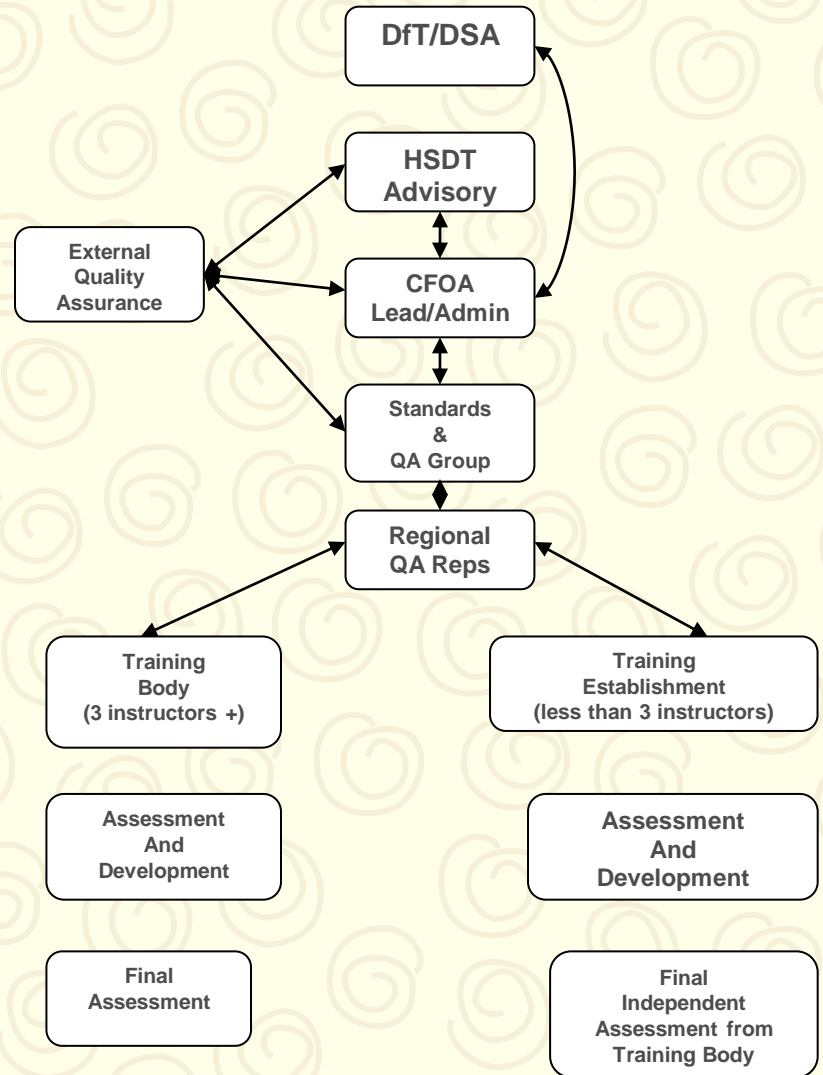 DfT/DSA
HSDT
Advisory
External
Quality
Assurance
CFOA
Lead/Admin
Standards
&
QA Group
Regional
QA Reps
Training
Body
(3 instructors +)
Training
Establishment
(less than 3 instructors)
Assessment
And
Development
Assessment
And
Development
Final
Assessment
Final
Independent
Assessment from
Training Body